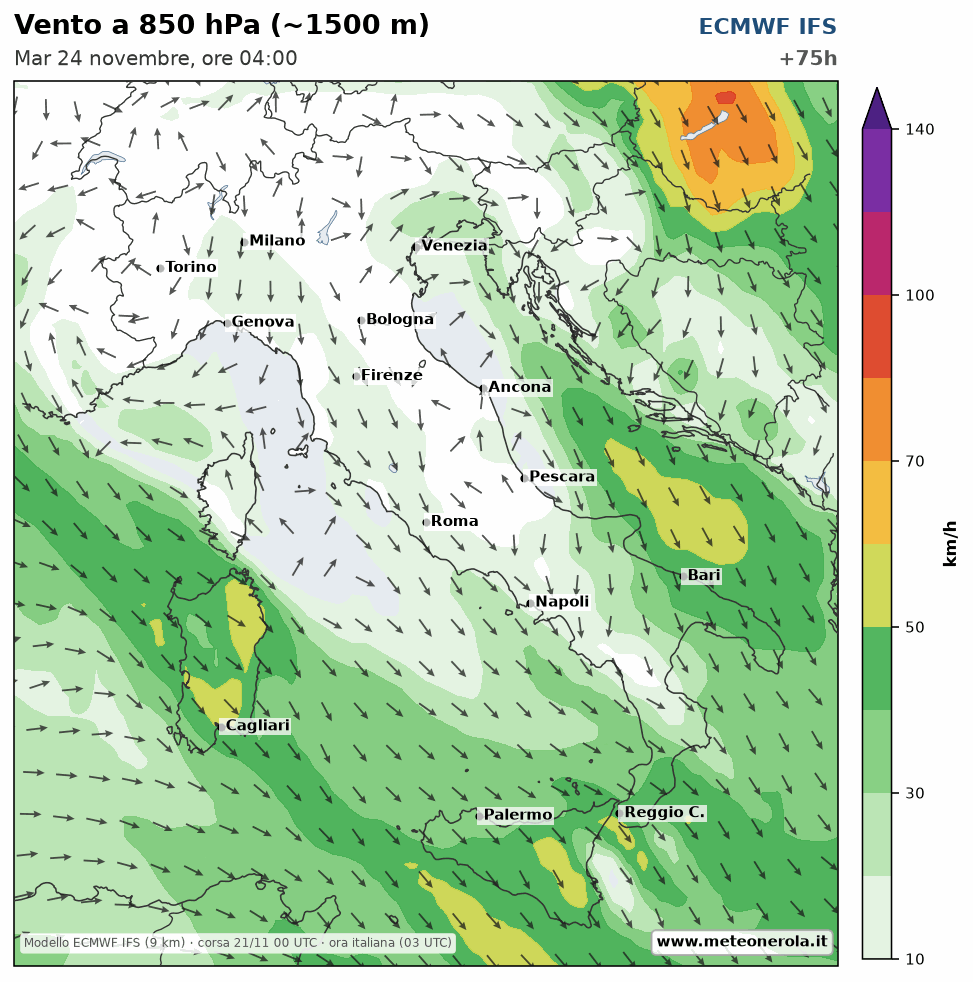 Vento a 850 hPa (~1500 m)
ECMWF IFS
Mar 24 novembre, ore 04:00
+75h
Milano
Venezia
Torino
Genova
Bologna
Firenze
Ancona
Pescara
Roma
Bari
Napoli
Cagliari
Palermo
Reggio C.
Modello ECMWF IFS (9 km) · corsa 21/11 00 UTC · ora italiana (03 UTC)
www.meteonerola.it
140
100
70
50
30
10
km/h